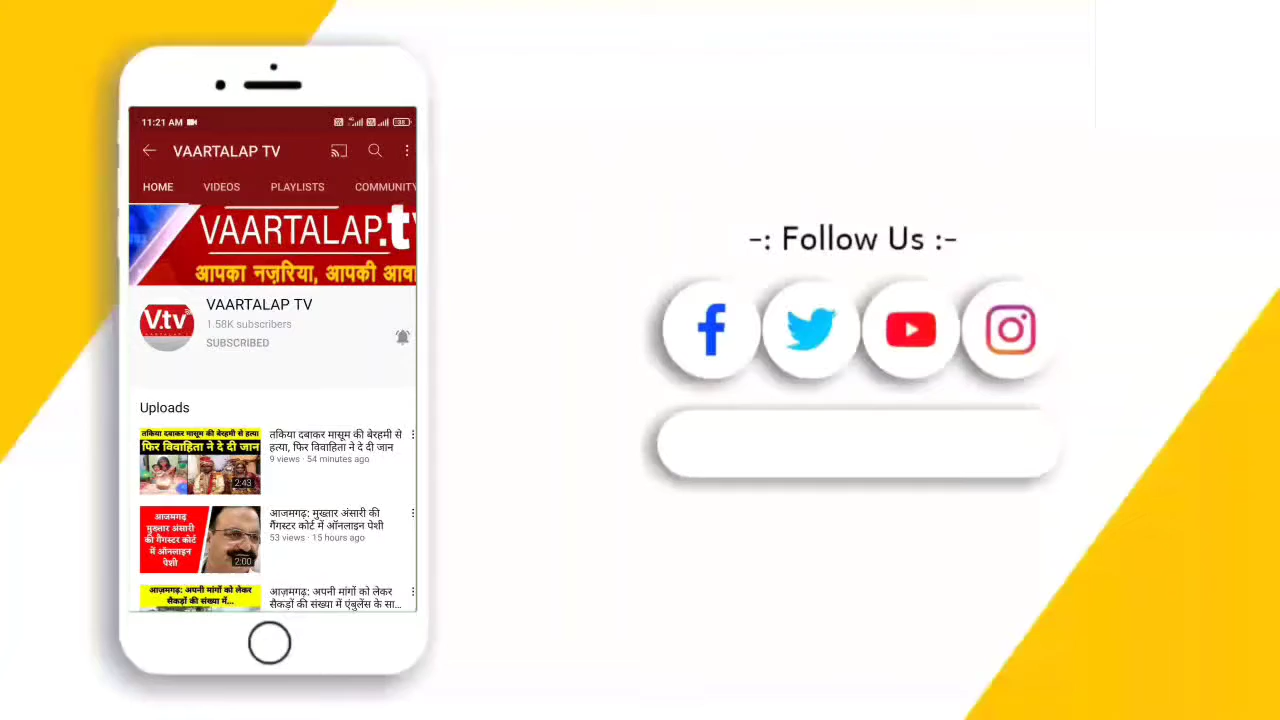 11:21 AM
VAARTALAP TV
HOME VIDEOS PLAYLISTS COMMUNITY
VAARTALAP.tv
आपका नज़रिया, आपकी आवा
V.tv
VAARTALAP TV
1.58K subscribers
SUBSCRIBED
Uploads
तकिया दबाकर मासूम की बेरहमी से हत्या
फिर विवाहिता ने दे दी जान
2:43
तकिया दबाकर मासूम की बेरहमी से
हत्या, फिर विवाहिता ने दे दी जान
9 views · 54 minutes ago
आजमगढ़
मुख्तार अंसारी
की गैंगस्टर कोर्ट
में ऑनलाइन
पेशी
2:00
आजमगढ़: मुख्तार अंसारी की
गैंगस्टर कोर्ट में ऑनलाइन पेशी
53 views · 15 hours ago
आज़मगढ़: अपनी मांगों को लेकर
सैकड़ों की संख्या में...
आज़मगढ़: अपनी मांगों को लेकर
सैकड़ों की संख्या में एंबुलेंस के सा...
-: Follow Us :-